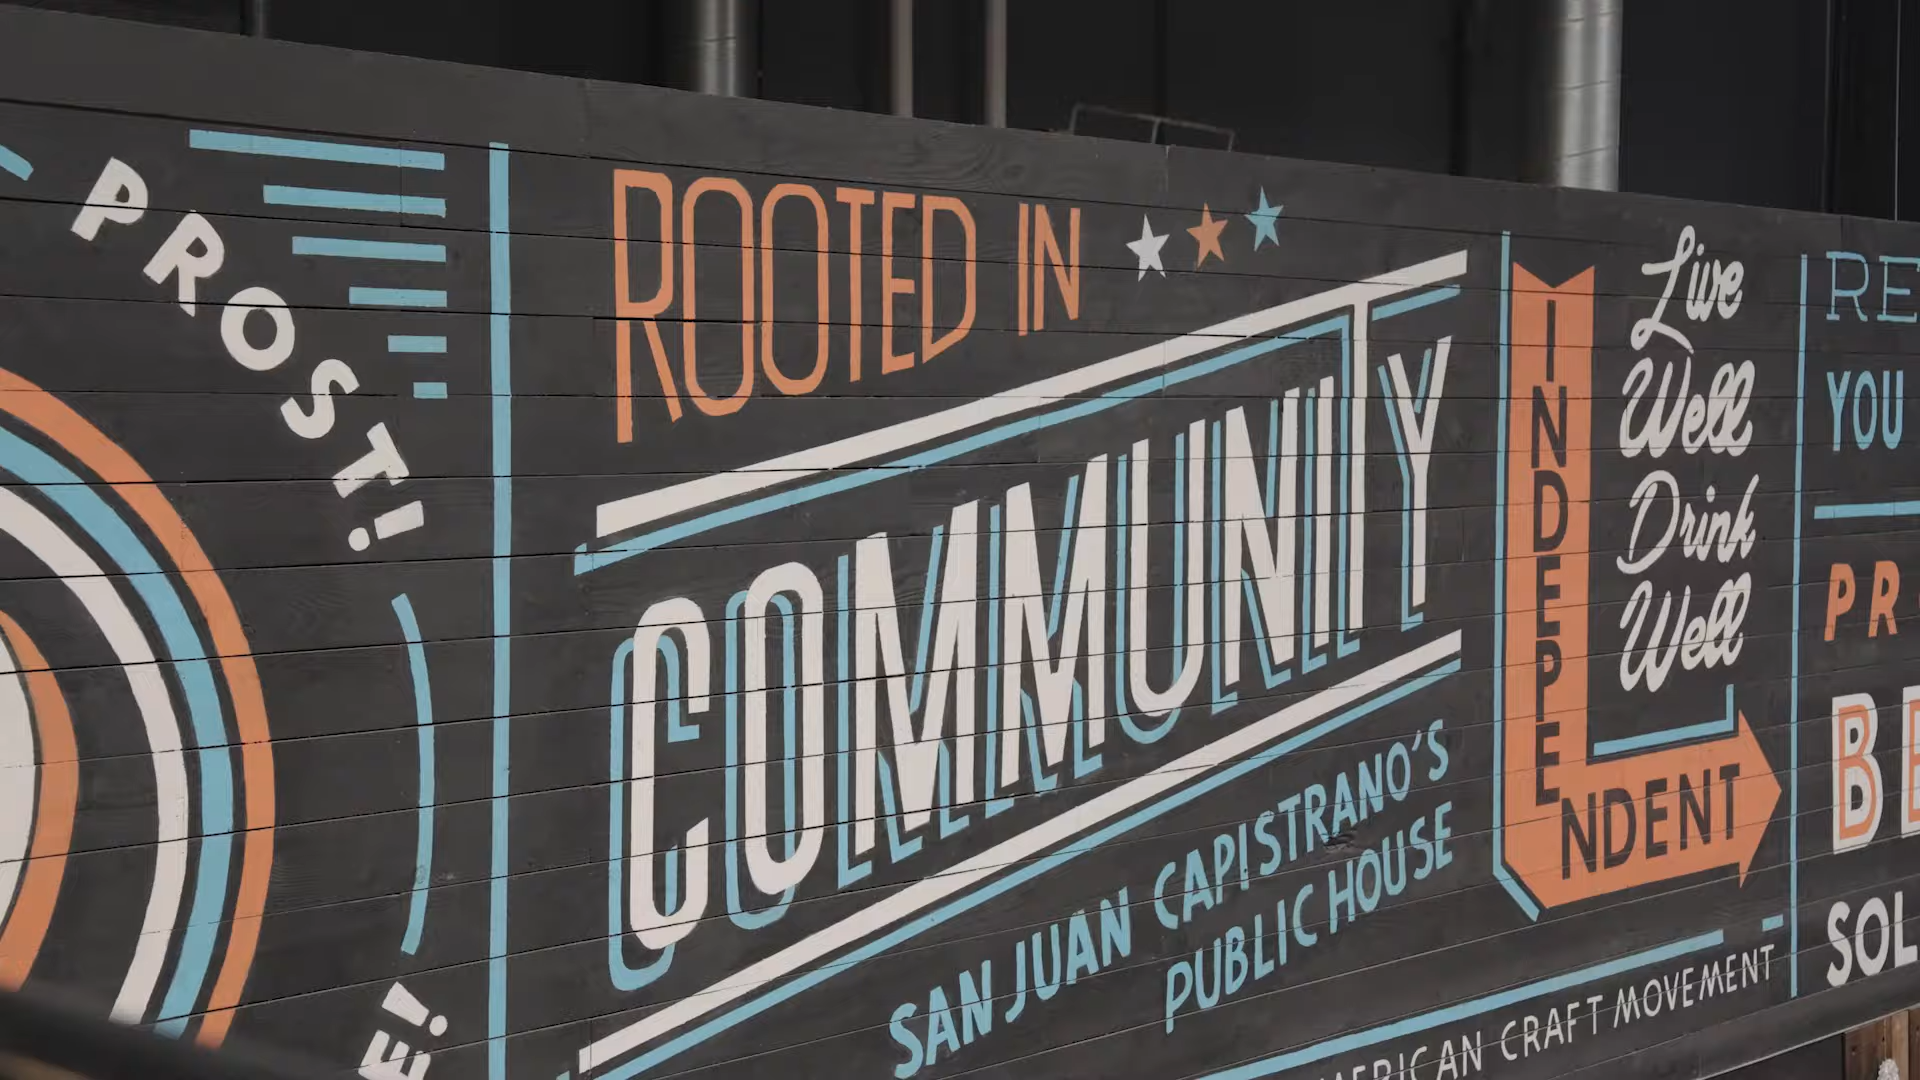 PROST!
ROOTED IN
COMMUNITY
SAN JUAN CAPISTRANO'S
PUBLIC HOUSE
INDEPENDENT
Live
Well
Drink
Well
CRAFT MOVEMENT
YOU